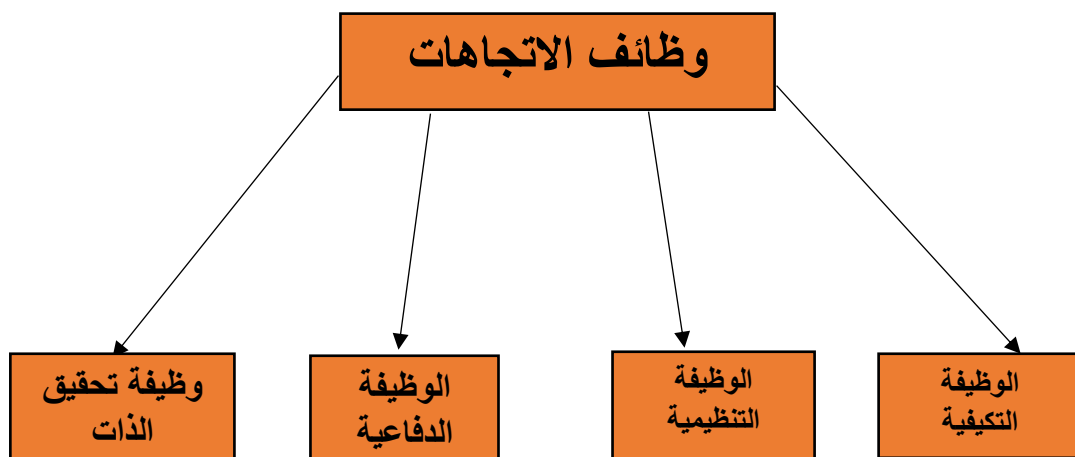 وظائف الاتجاهات
الوظيفة
التكيفية
الوظيفة
التنظيمية
الوظيفة
الدفاعية
وظيفة تحقيق
الذات